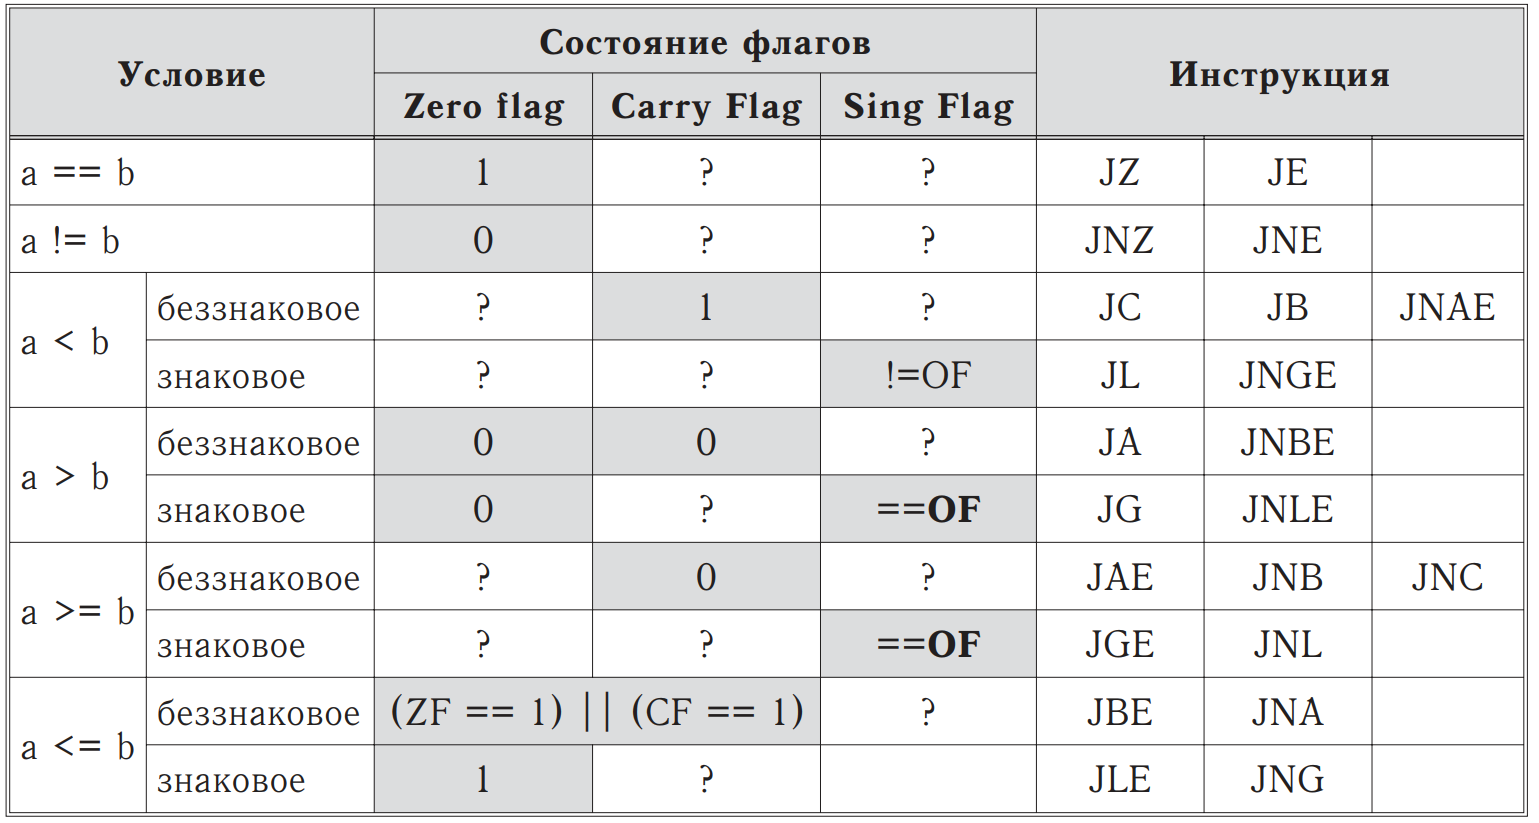 Условие
Состояние флагов
Инструкция
Zero flag Carry Flag Sing Flag
a == b 1 ? ? JZ JE
a != b 0 ? ? JNZ JNE
a < b
беззнаковое ? 1 ? JC JB JNAE
знаковое ? ? !=OF JL JNGE
a > b
беззнаковое 0 0 ? JA JNBE
знаковое 0 ? ==OF JG JNLE
a >= b
беззнаковое ? 0 ? JAE JNB JNC
знаковое ? ? ==OF JGE JNL
a <= b
беззнаковое (ZF == 1) || (CF == 1) ? JBE JNA
знаковое 1 ? JLE JNG